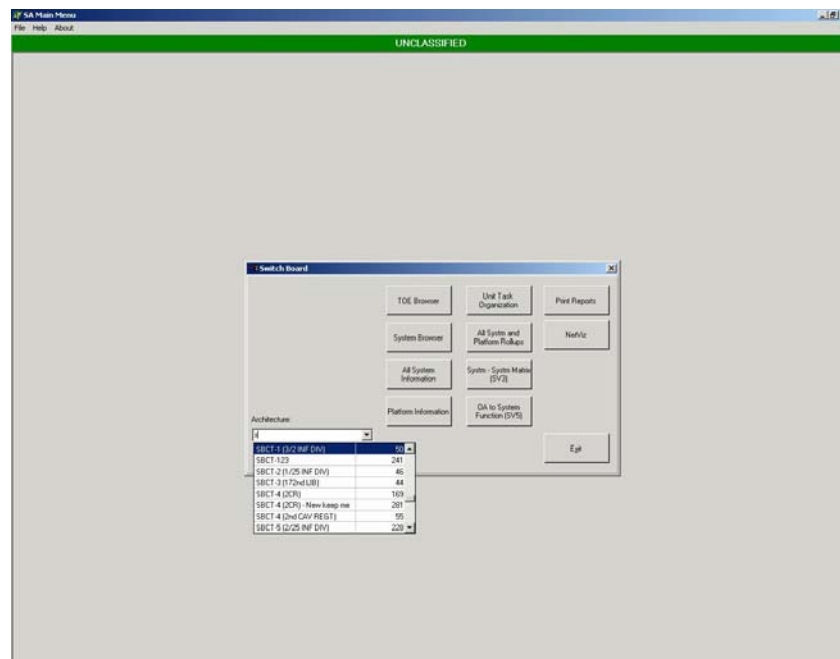 SA Main Menu
File Help About
UNCLASSIFIED
Switch Board
TOE Browser
Unit Task
Organization
Print Reports
System Browser
All Systm and
Platform Rollups
NetViz
All System
Information
Systm - Systm Matrix
(SV3)
Platform Information
OA to System
Function (SV5)
Architecture:
s
Exit
SBCT-1 (3/2 INF DIV) 50
SBCT-123 241
SBCT-2 (1/25 INF DIV) 46
SBCT-3 (172nd LIB) 44
SBCT-4 (2CR) 169
SBCT-4 (2CR) - New keep me 281
SBCT-4 (2nd CAV REGT) 55
SBCT-5 (2/25 INF DIV) 228